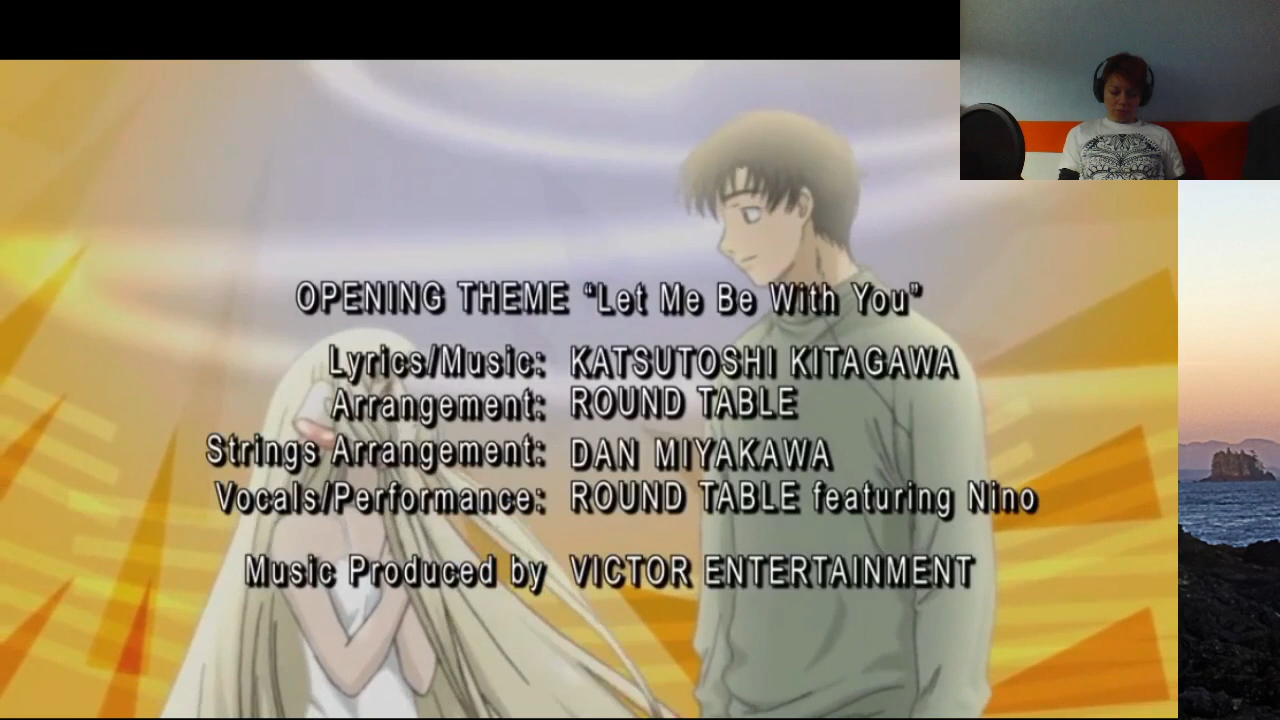 OPENING THEME “Let Me Be With You”
Lyrics/Music: KATSUTOSHI KITAGAWA
Arrangement: ROUND TABLE
Strings Arrangement: DAN MIYAKAWA
Vocals/Performance: ROUND TABLE featuring Nino
Music Produced by VICTOR ENTERTAINMENT